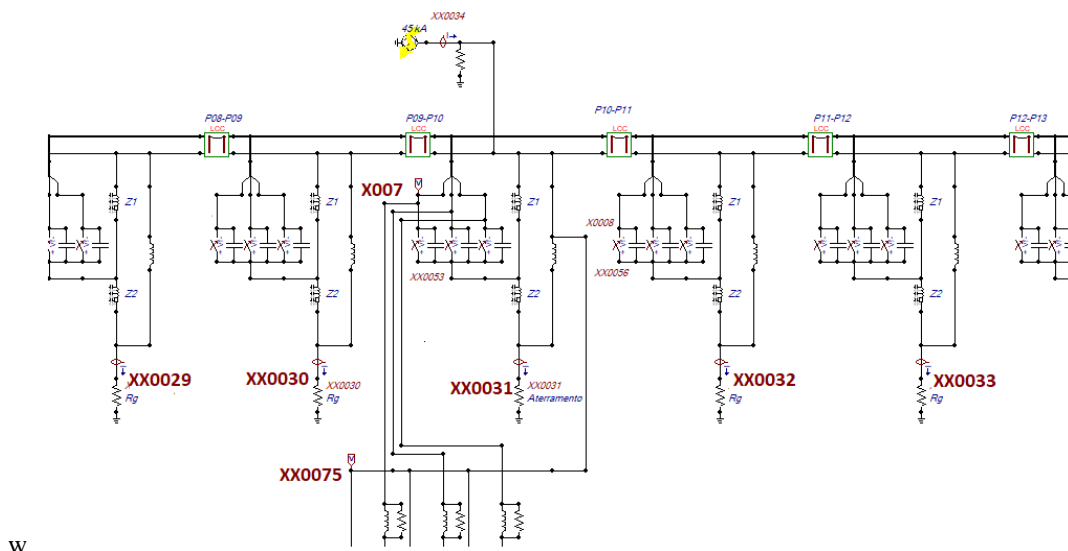 XX0034
45 kA
I
P08-P09
P09-P10
P10-P11
P11-P12
P12-P13
LCC
LCC
LCC
LCC
LCC
X007
V
Z1
Z1
Z1
Z1
Z1
X0008
XX0053
XX0056
Z2
Z2
Z2
Z2
Z2
XX0029
XX0030
XX0031
XX0032
XX0033
XX0030
XX0031
Rg
Rg
Aterramento
Rg
Rg
XX0075
V
w